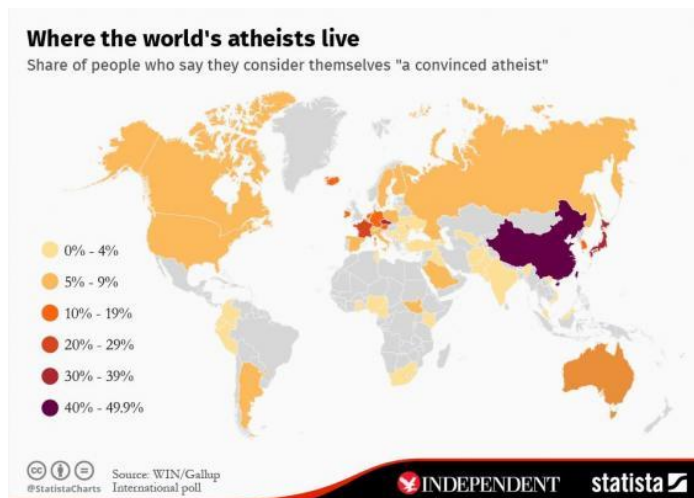 Where the world's atheists live
Share of people who say they consider themselves "a convinced atheist"
0% - 4%
5% - 9%
10% - 19%
20% - 29%
30% - 39%
40% - 49.9%
@StatistaCharts
Source: WIN/Gallup
International poll
INDEPENDENT
statista